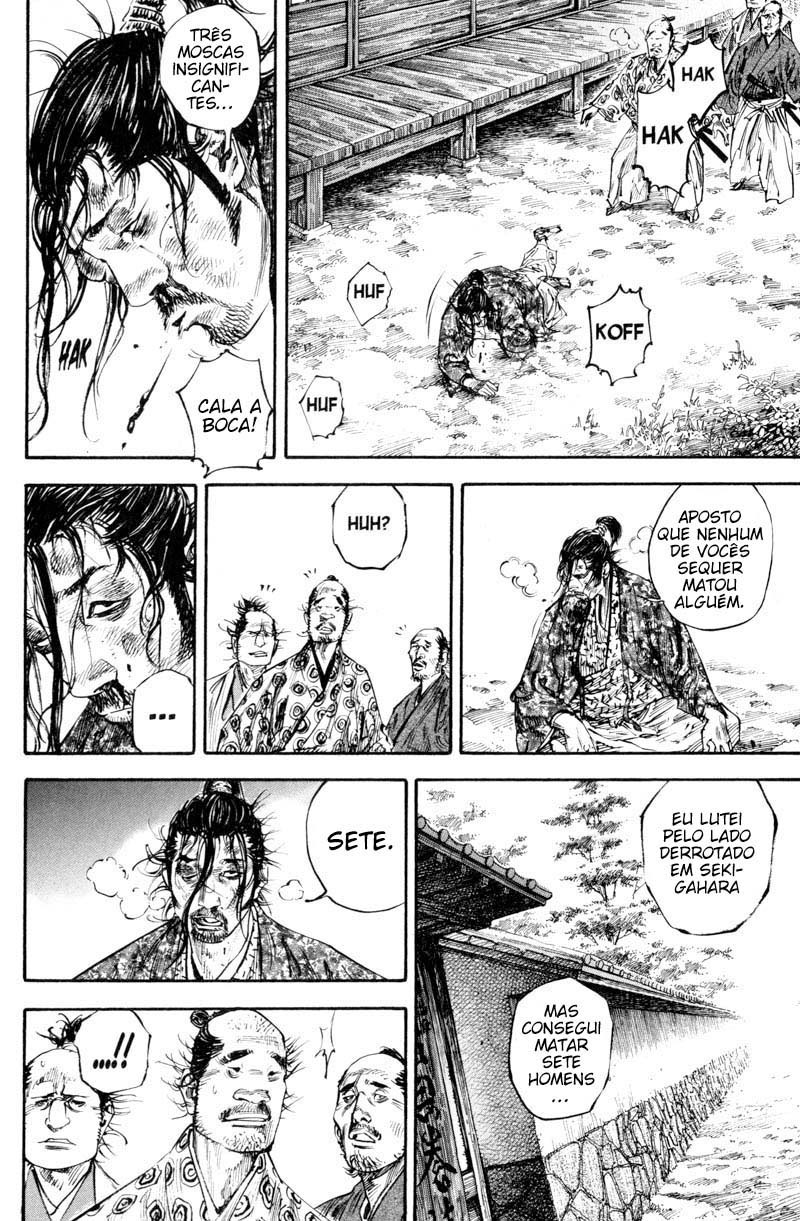 HAK
HAK
HUF
KOFF
HUF
TRÊS
MOSCAS
INSIGNIFI-
CAN-
TES...
HAK
CALA A
BOCA!
APOSTO
QUE NENHUM
DE VOCÊS
SEQUER
MATOU
ALGUÉM.
HUH?
...
EU LUTEI
PELO LADO
DERROTADO
EM SEKI-
GAHARA
MAS
CONSEGUI
MATAR
SETE
HOMENS
...
SETE.
.....!!